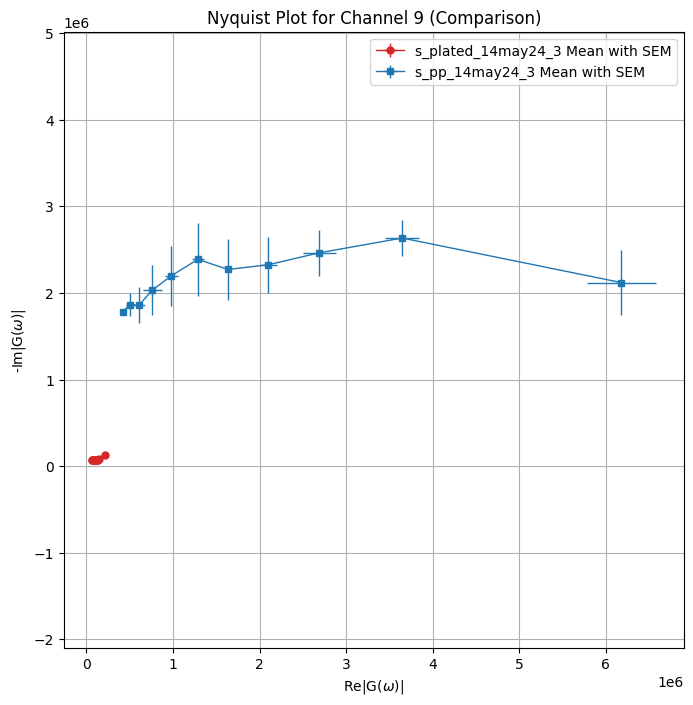 Nyquist Plot for Channel 9 (Comparison)
1e6
s_plated_14may24_3 Mean with SEM
s_pp_14may24_3 Mean with SEM
5
4
3
2
1
0
−1
−2
-Im|G(ω)|
0 1 2 3 4 5 6
1e6
Re|G(ω)|